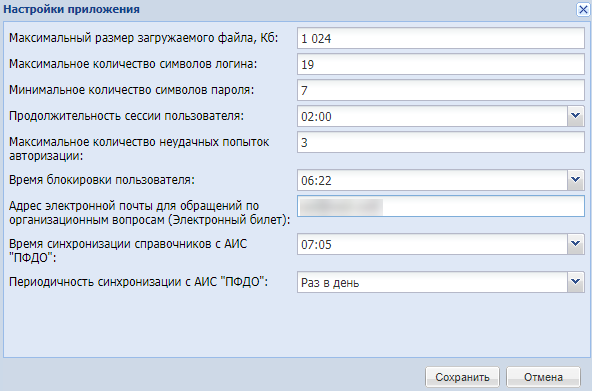 Настройки приложения
Максимальный размер загружаемого файла, Кб: 1 024
Максимальное количество символов логина: 19
Минимальное количество символов пароля: 7
Продолжительность сессии пользователя: 02:00
Максимальное количество неудачных попыток
авторизации: 3
Время блокировки пользователя: 06:22
Адрес электронной почты для обращений по
организационным вопросам (Электронный билет):
Время синхронизации справочников с АИС
"ПФДО": 07:05
Периодичность синхронизации с АИС "ПФДО": Раз в день
Сохранить Отмена